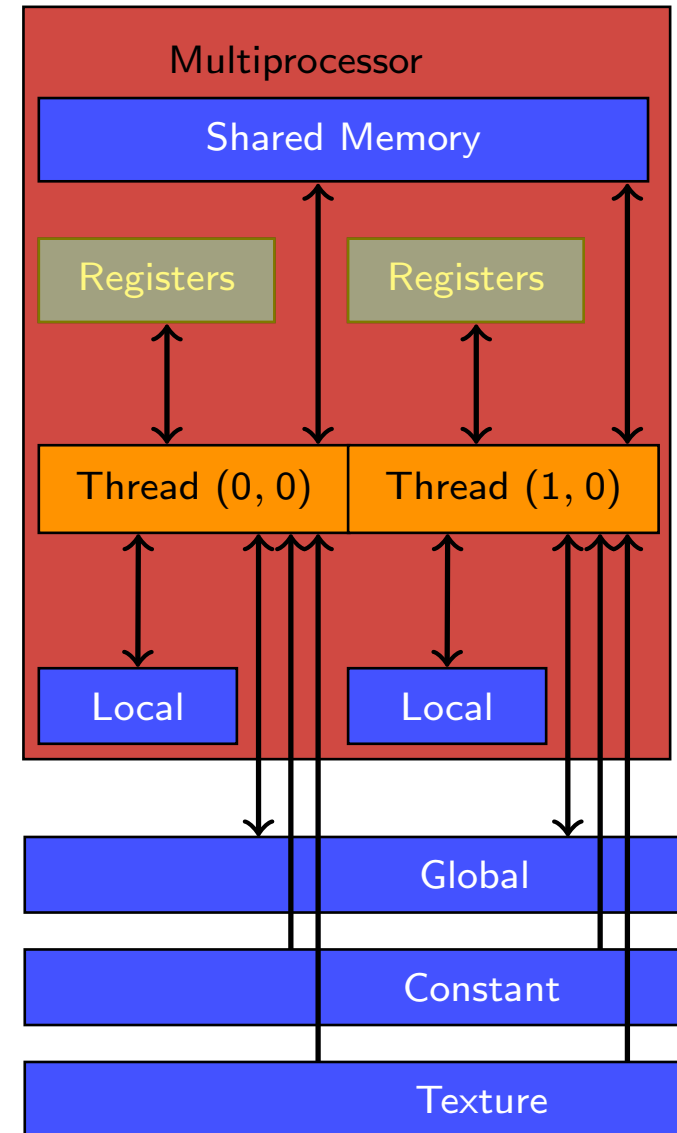 Multiprocessor
Shared Memory
Registers Registers
Thread (0, 0) Thread (1, 0)
Local Local
Global
Constant
Texture